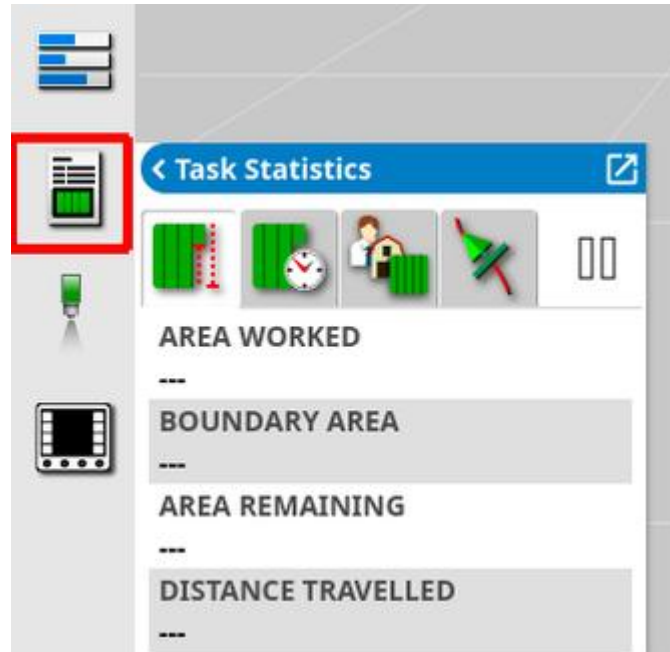 Task Statistics
AREA WORKED
---
BOUNDARY AREA
---
AREA REMAINING
---
DISTANCE TRAVELLED
---